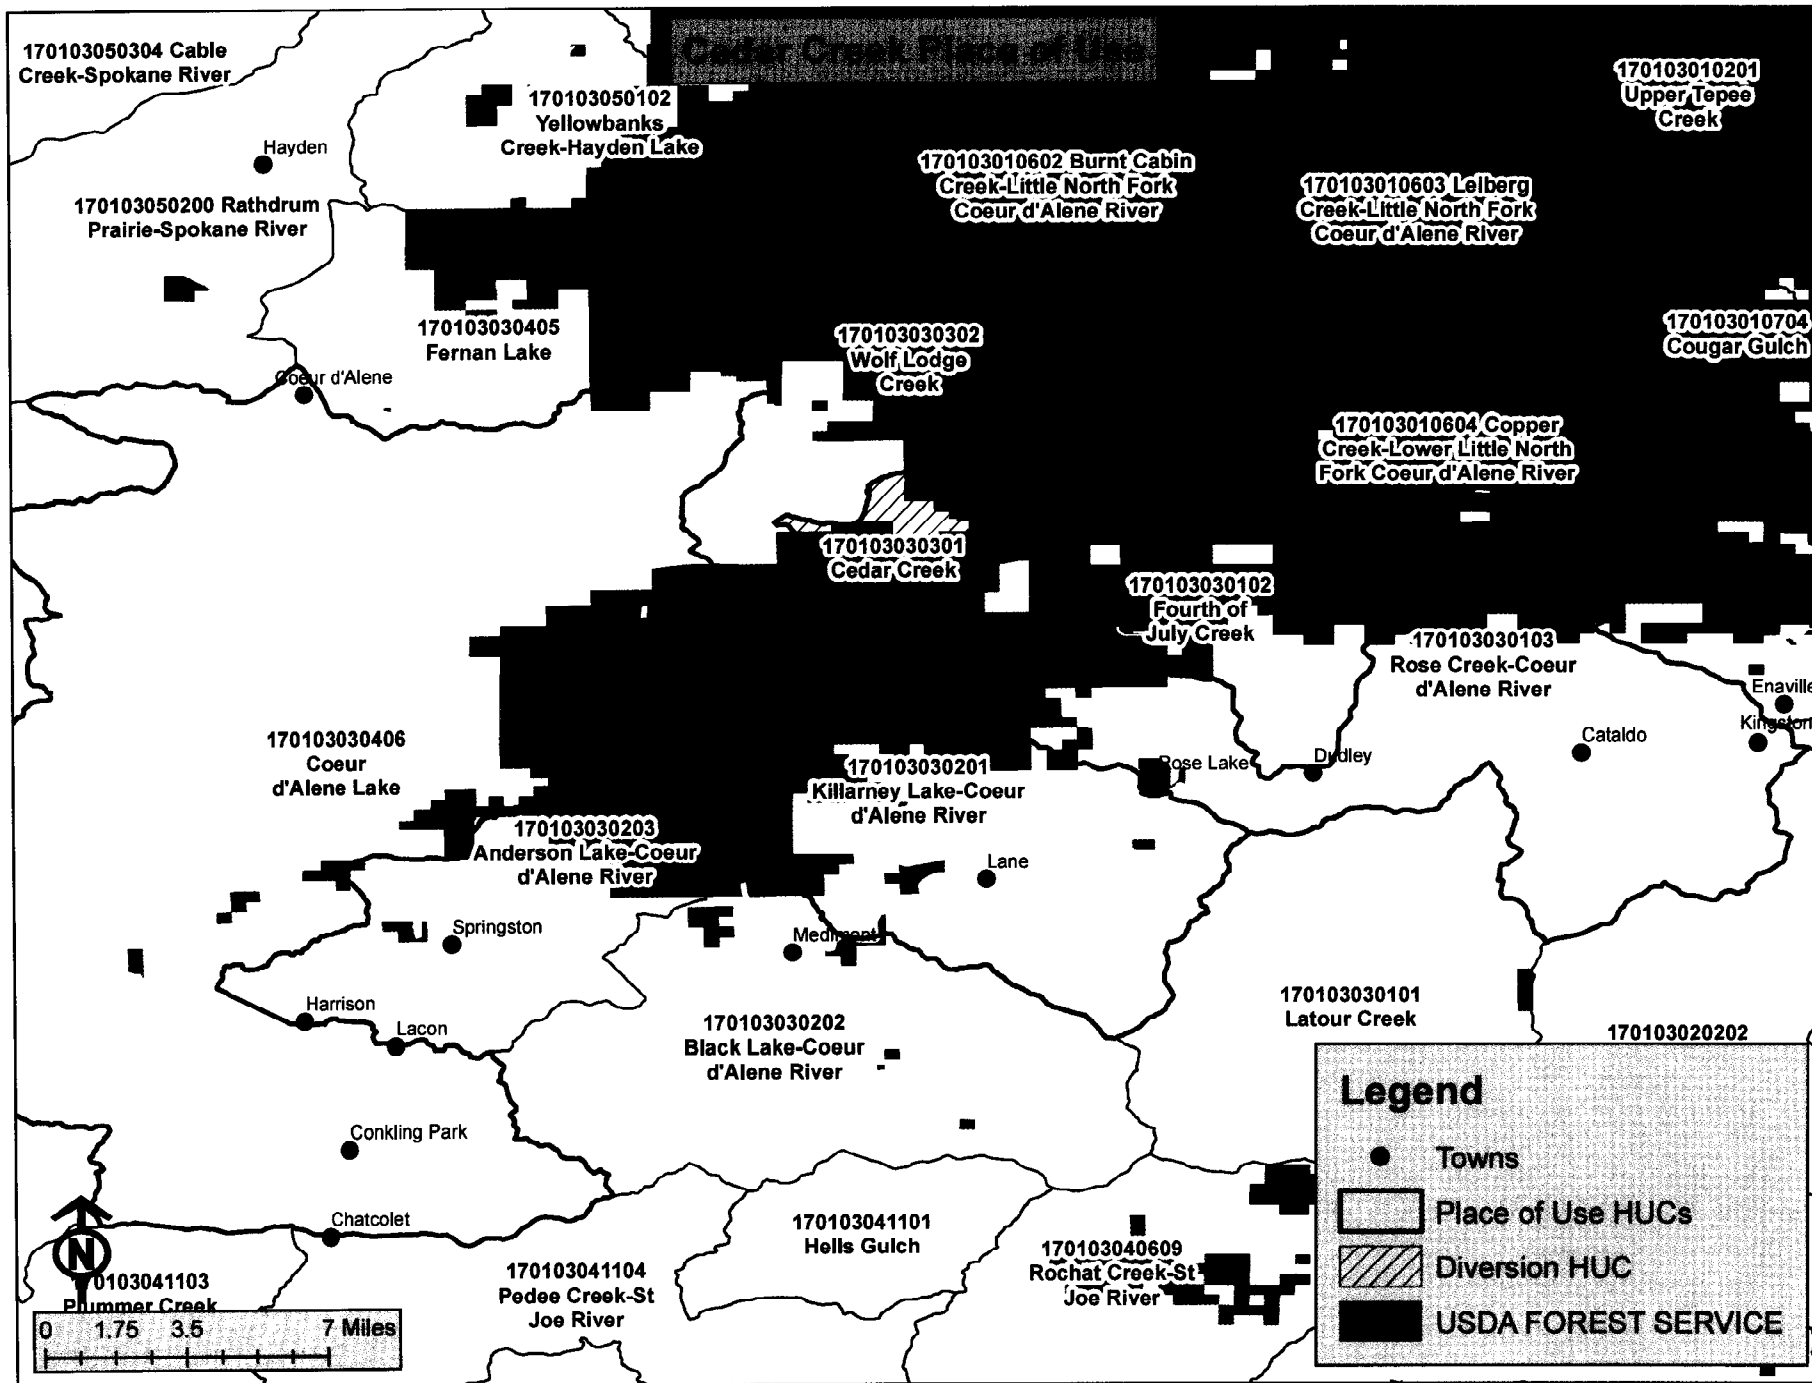 Cedar Creek Place of Use
170103050304 Cable
Creek-Spokane River
170103050102
Yellowbanks
Creek-Hayden Lake
170103010201
Upper Tepee
Creek
Hayden
170103010602 Burnt Cabin
Creek-Little North Fork
Coeur d'Alene River
170103010603 Leiberg
Creek-Little North Fork
Coeur d'Alene River
170103050200 Rathdrum
Prairie-Spokane River
170103030405
Fernan Lake
170103030302
Wolf Lodge
Creek
170103010704
Cougar Gulch
Coeur d'Alene
170103010604 Copper
Creek-Lower Little North
Fork Coeur d'Alene River
170103030301
Cedar Creek
170103030102
Fourth of
July Creek
170103030103
Rose Creek-Coeur
d'Alene River
Enaville
Kingston
Cataldo
Rose Lake
Dudley
170103030406
Coeur
d'Alene Lake
170103030201
Killarney Lake-Coeur
d'Alene River
170103030203
Anderson Lake-Coeur
d'Alene River
Lane
Springston
Medimont
Harrison
Lacon
170103030202
Black Lake-Coeur
d'Alene River
170103030101
Latour Creek
170103020202
Conkling Park
Chatcolet
170103041101
Hells Gulch
170103040609
Rochat Creek-St
Joe River
170103041104
Pedee Creek-St
Joe River
N
70103041103
Plummer Creek
0 1.75 3.5 7 Miles
Legend
Towns
Place of Use HUCs
Diversion HUC
USDA FOREST SERVICE